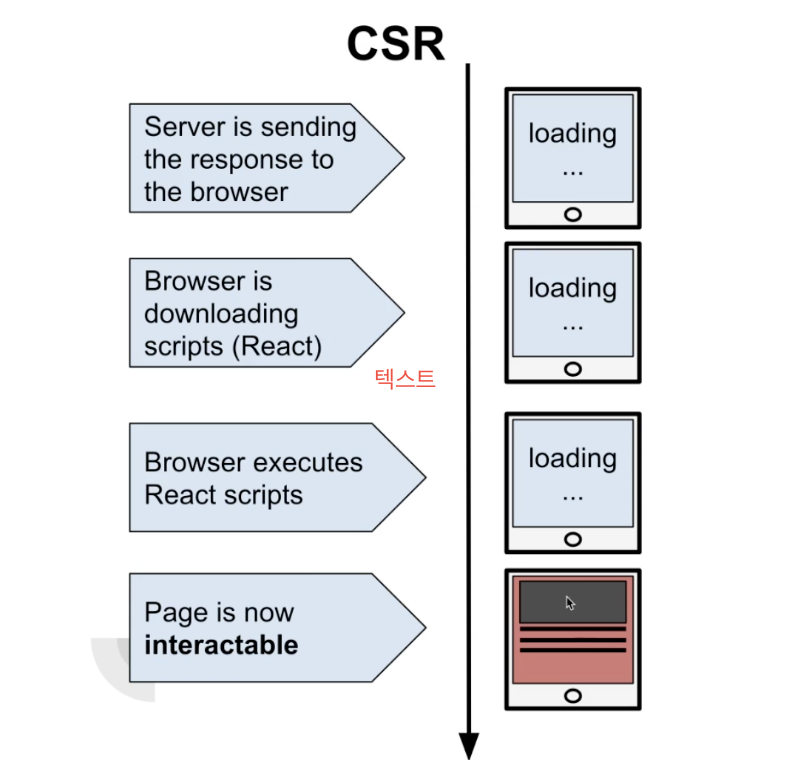 CSR
Server is sending
the response to
the browser
loading
...
Browser is
downloading
scripts (React)
loading
...
텍스트
Browser executes
React scripts
loading
...
Page is now
interactable